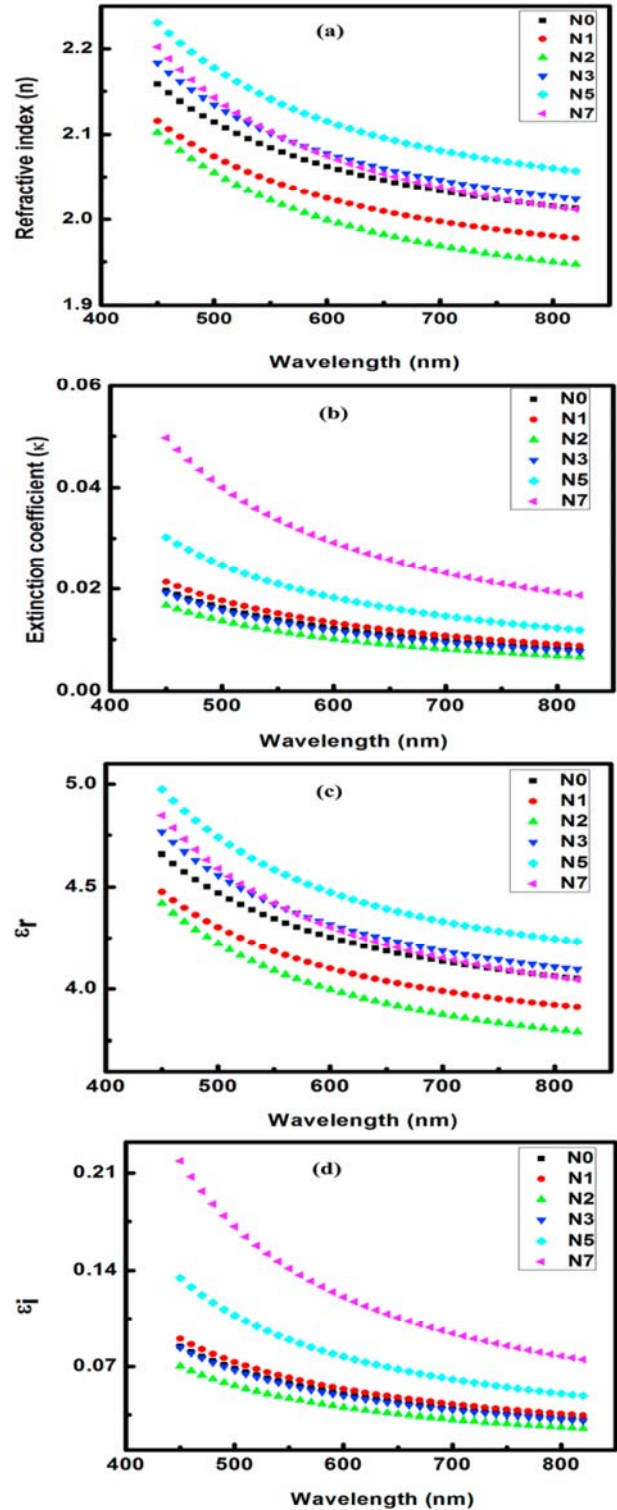 (a)
N0
N1
N2
N3
N5
N7
Refractive index (n)
2.2
2.1
2.0
1.9
400 500 600 700 800
Wavelength (nm)
(b)
N0
N1
N2
N3
N5
N7
Extinction coefficient (κ)
0.06
0.04
0.02
0.00
400 500 600 700 800
Wavelength (nm)
(c)
N0
N1
N2
N3
N5
N7
εr
5.0
4.5
4.0
400 500 600 700 800
Wavelength (nm)
(d)
N0
N1
N2
N3
N5
N7
εi
0.21
0.14
0.07
400 500 600 700 800
Wavelength (nm)